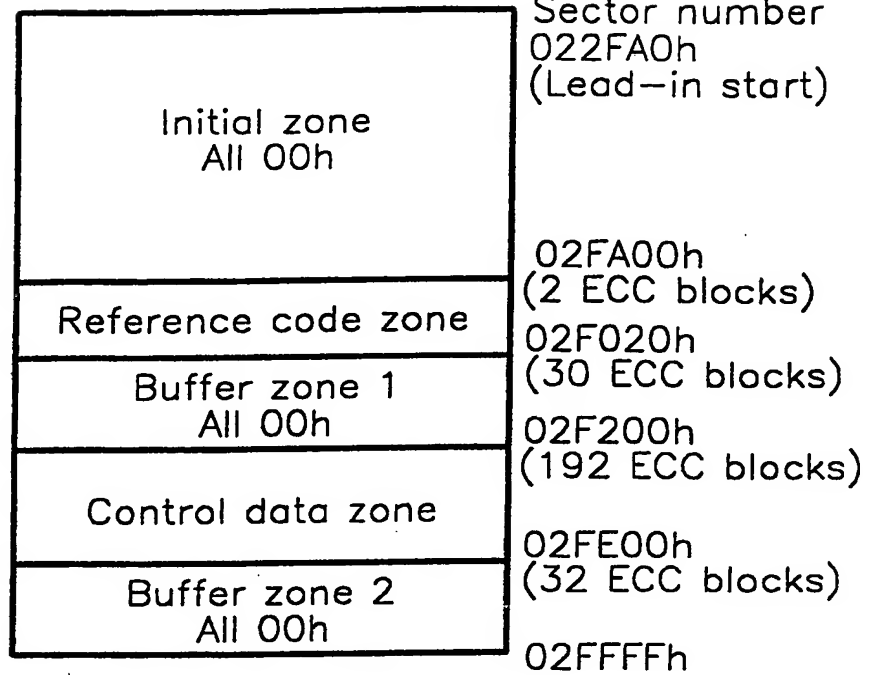 Sector number
022FA0h
(Lead-in start)
Initial zone
All 00h
02FA00h
(2 ECC blocks)
Reference code zone
02F020h
(30 ECC blocks)
Buffer zone 1
All 00h
02F200h
(192 ECC blocks)
Control data zone
02FE00h
(32 ECC blocks)
Buffer zone 2
All 00h
02FFFFh